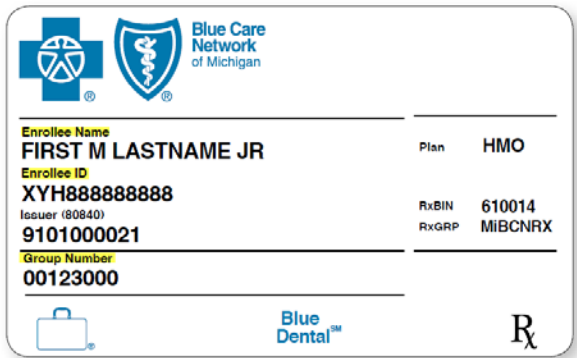 Blue Care
Network
of Michigan
®
®
Enrollee Name
FIRST M LASTNAME JR
Enrollee ID
XYH888888888
Issuer (80840)
9101000021
Group Number
00123000
Plan HMO
RxBIN 610014
RxGRP MiBCNRX
®
Blue
Dental℠
Rx